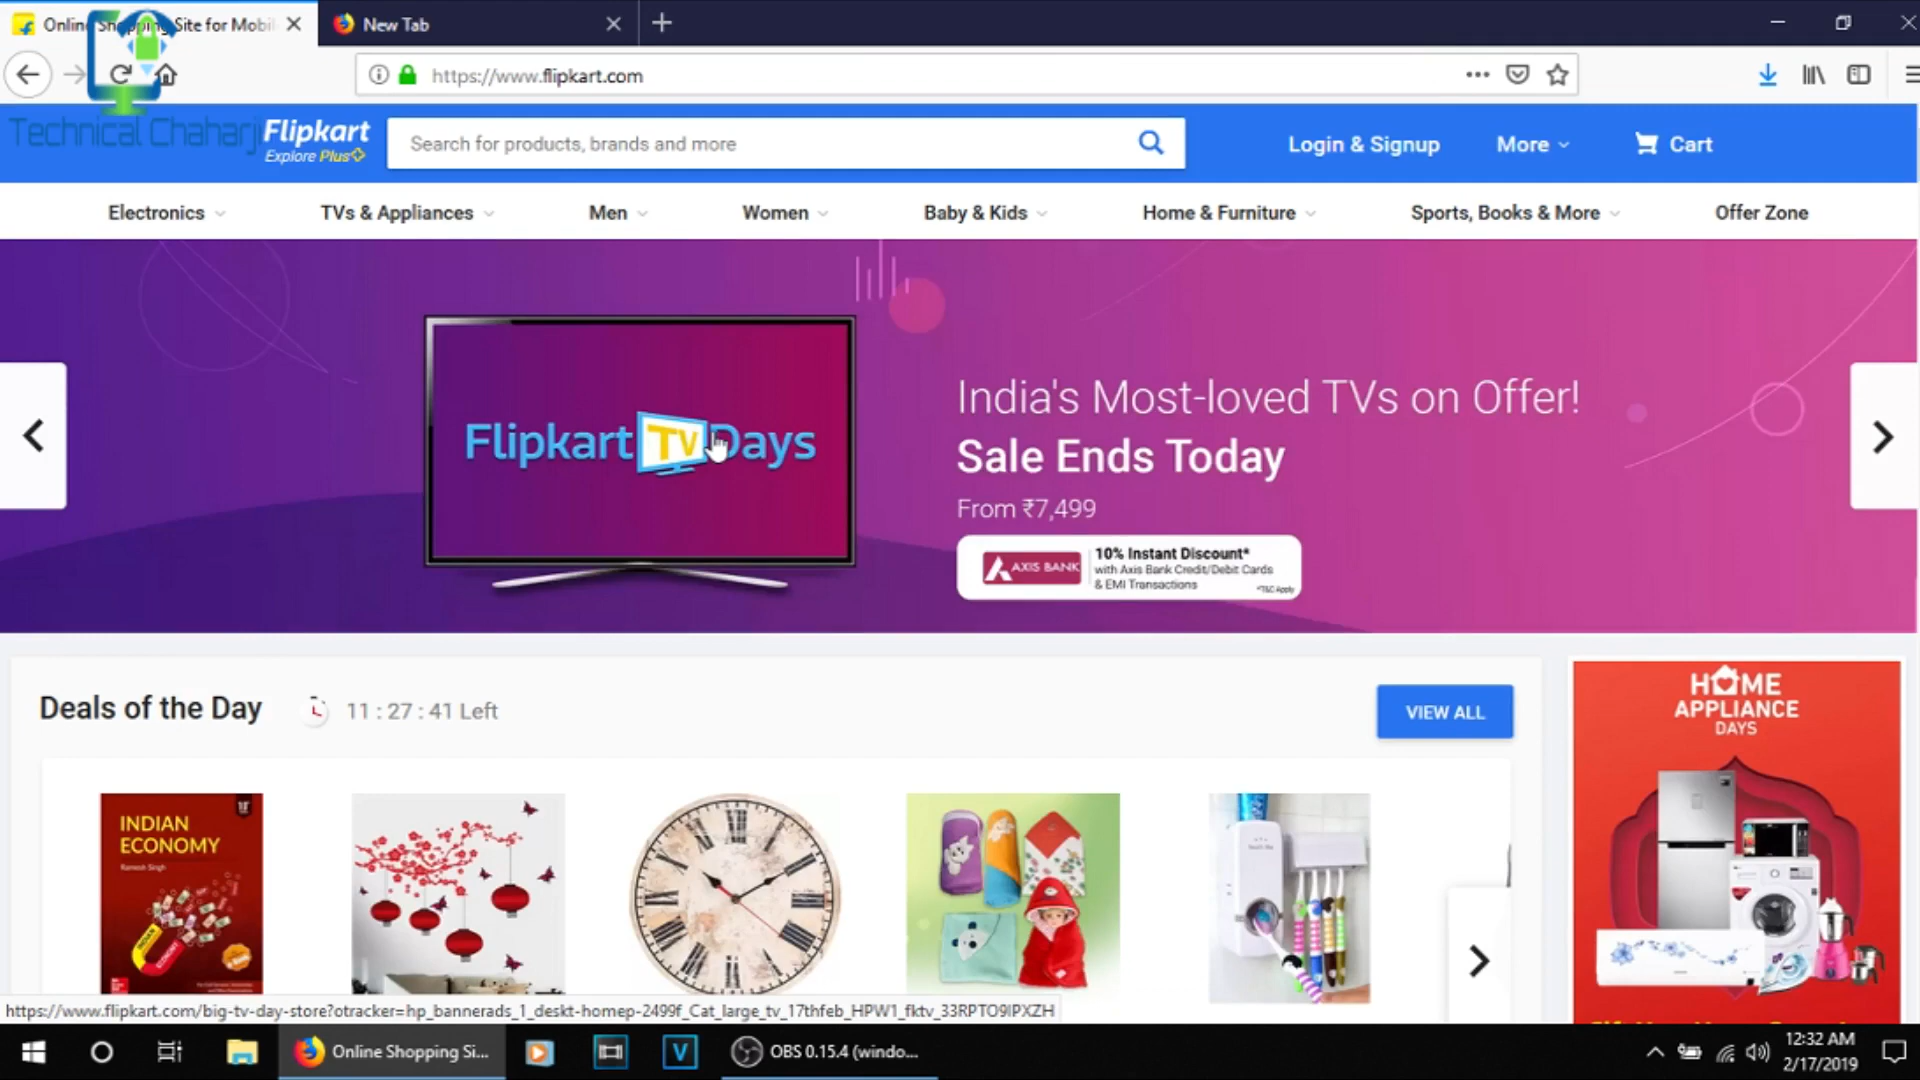 Online Shopping Site for Mobil
New Tab
https://www.flipkart.com
Technical Chaharji
Flipkart
Explore Plus
Search for products, brands and more
Login & Signup
More
Cart
Electronics
TVs & Appliances
Men
Women
Baby & Kids
Home & Furniture
Sports, Books & More
Offer Zone
Flipkart TV Days
India's Most-loved TVs on Offer!
Sale Ends Today
From ₹7,499
AXIS BANK
10% Instant Discount*
with Axis Bank Credit/Debit Cards
& EMI Transactions
*T&C Apply
Deals of the Day
11 : 27 : 41 Left
VIEW ALL
HOME
APPLIANCE
DAYS
INDIAN
ECONOMY
Ramesh Singh
https://www.flipkart.com/big-tv-day-store?otracker=hp_bannerads_1_deskt-homep-2499f_Cat_large_tv_17thfeb_HPW1_fktv_33RPTO9IPXZH
Online Shopping Si...
OBS 0.15.4 (windo...
12:32 AM
2/17/2019